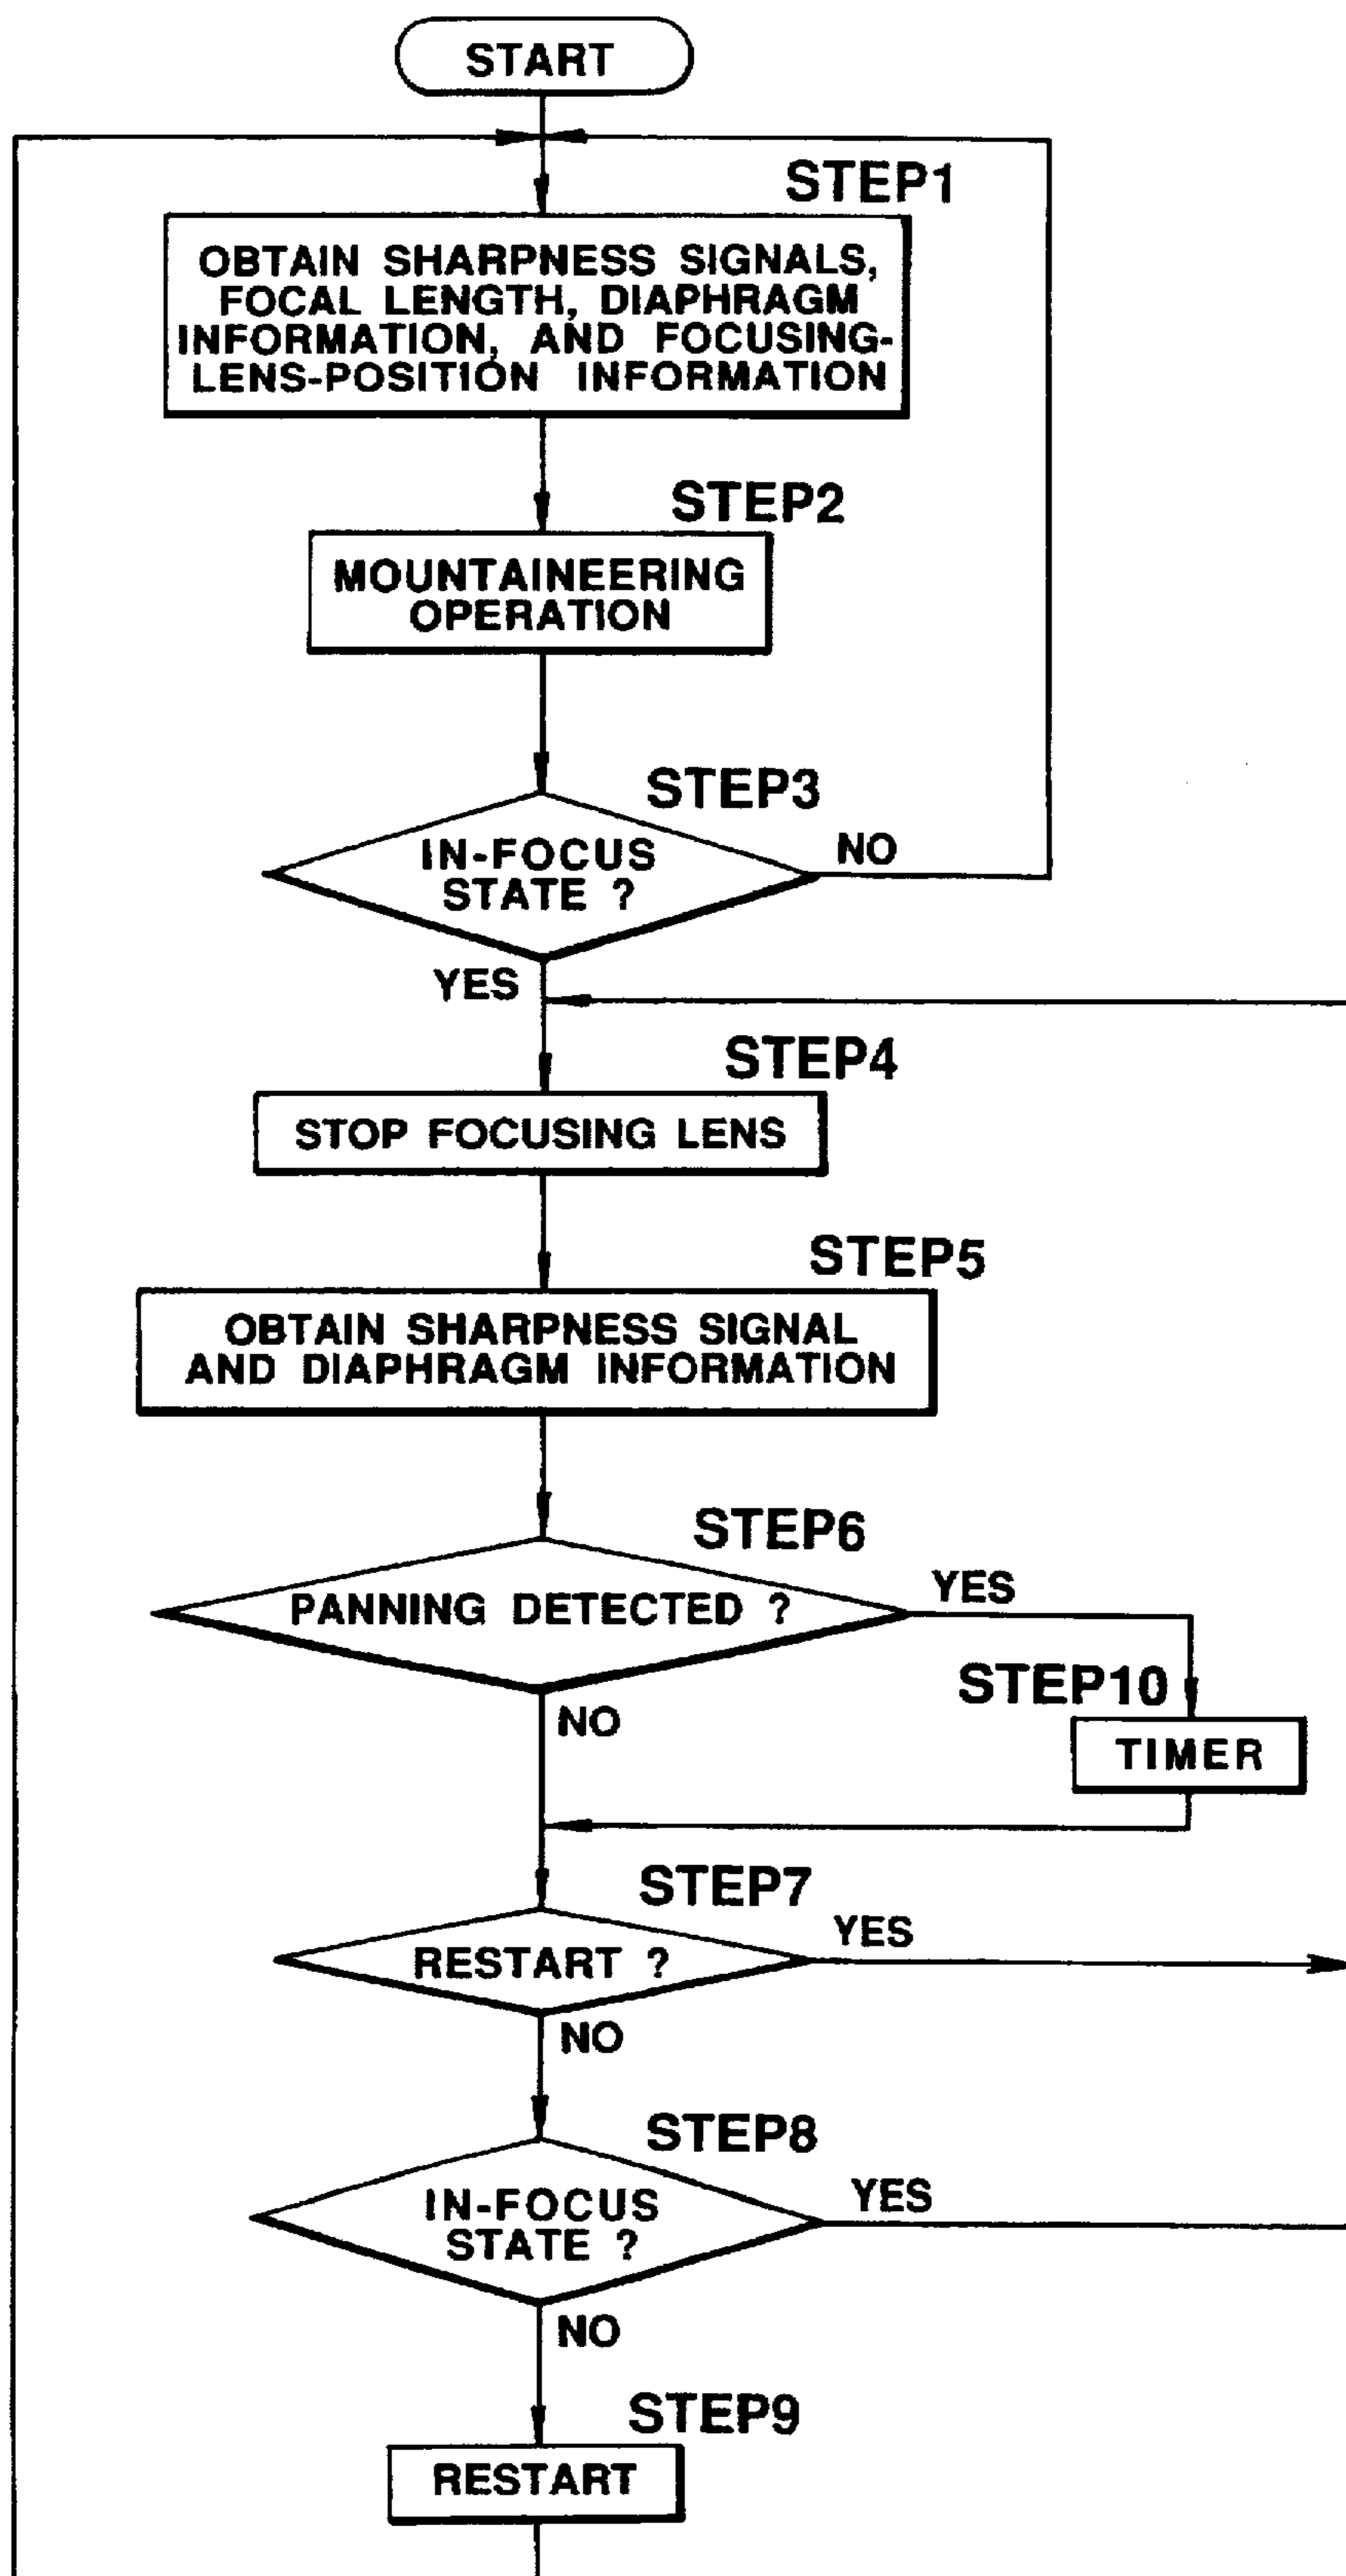 START
STEP1
OBTAIN SHARPNESS SIGNALS,
FOCAL LENGTH, DIAPHRAGM
INFORMATION, AND FOCUSING-
LENS-POSITION INFORMATION
STEP2
MOUNTAINEERING
OPERATION
STEP3
IN-FOCUS
STATE ?
NO
YES
STEP4
STOP FOCUSING LENS
STEP5
OBTAIN SHARPNESS SIGNAL
AND DIAPHRAGM INFORMATION
STEP6
PANNING DETECTED ?
YES
STEP10
NO
TIMER
STEP7
RESTART ?
YES
NO
STEP8
IN-FOCUS
STATE ?
YES
NO
STEP9
RESTART